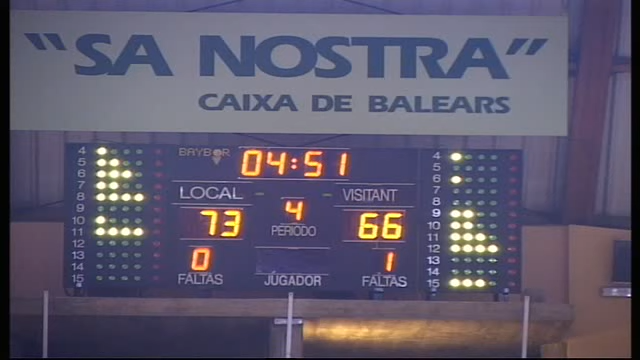 "SA NOSTRA"
CAIXA DE BALEARS
BAYBOR 04:51
LOCAL VISITANT
73 4 66
PERIODO
0 1
FALTAS JUGADOR FALTAS
4 4
5 5
6 6
7 7
8 8
9 9
10 10
11 11
12 12
13 13
14 14
15 15